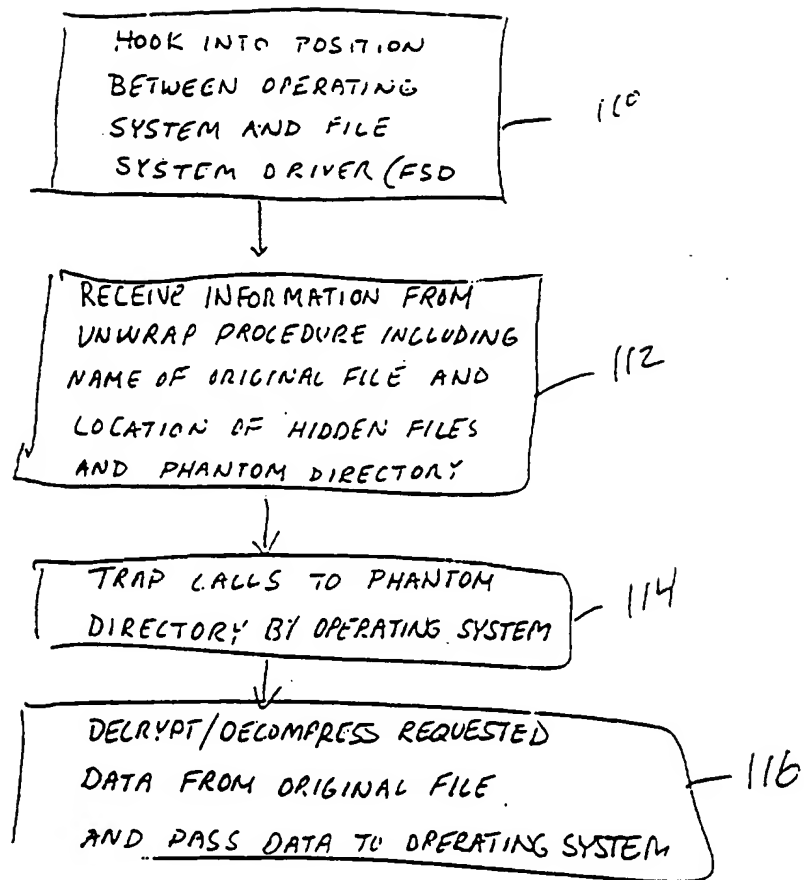 HOOK INTO POSITION
BETWEEN OPERATING
SYSTEM AND FILE
SYSTEM DRIVER (FSD
110
RECEIVE INFORMATION FROM
UNWRAP PROCEDURE INCLUDING
NAME OF ORIGINAL FILE AND
LOCATION OF HIDDEN FILES
AND PHANTOM DIRECTORY
112
TRAP CALLS TO PHANTOM
DIRECTORY BY OPERATING SYSTEM
114
DECRYPT/DECOMPRESS REQUESTED
DATA FROM ORIGINAL FILE
AND PASS DATA TO OPERATING SYSTEM
116